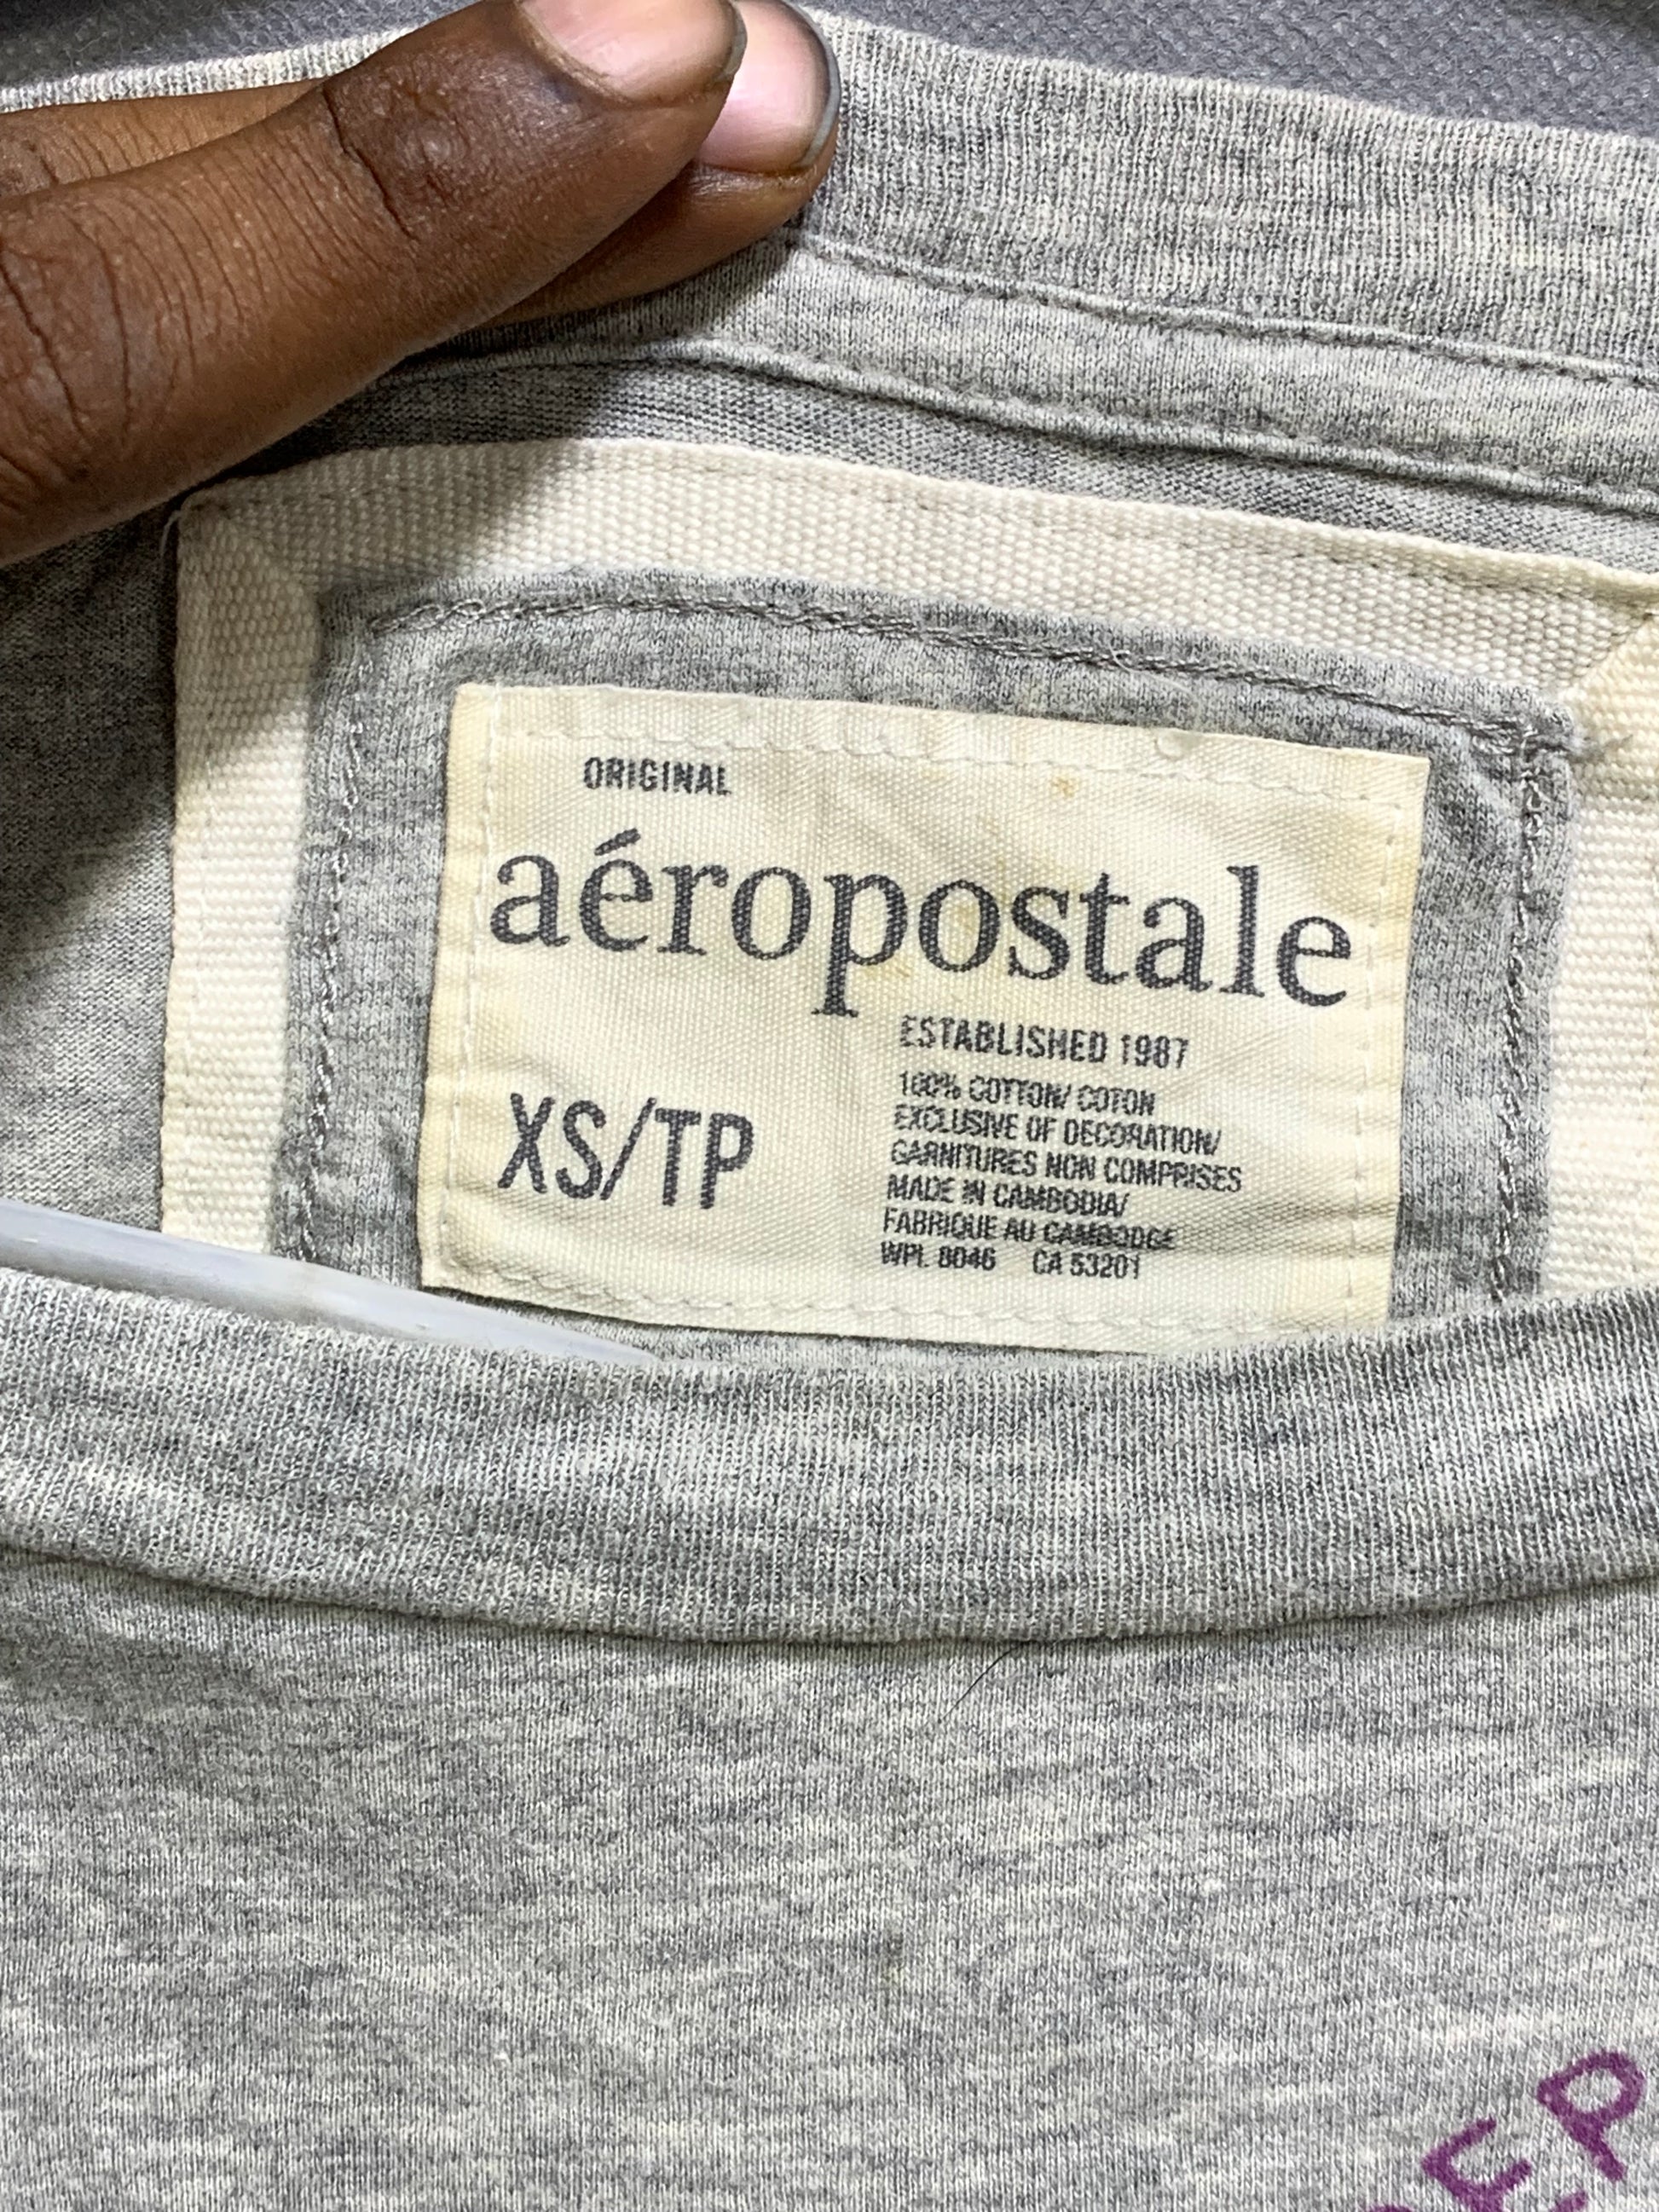 ORIGINAL
aéropostale
ESTABLISHED 1987
XS/TP
100% COTTON/ COTON
EXCLUSIVE OF DECORATION/
GARNITURES NON COMPRISES
MADE IN CAMBODIA/
FABRIQUE AU CAMBODGE
WPL 8046 CA 53201
EP